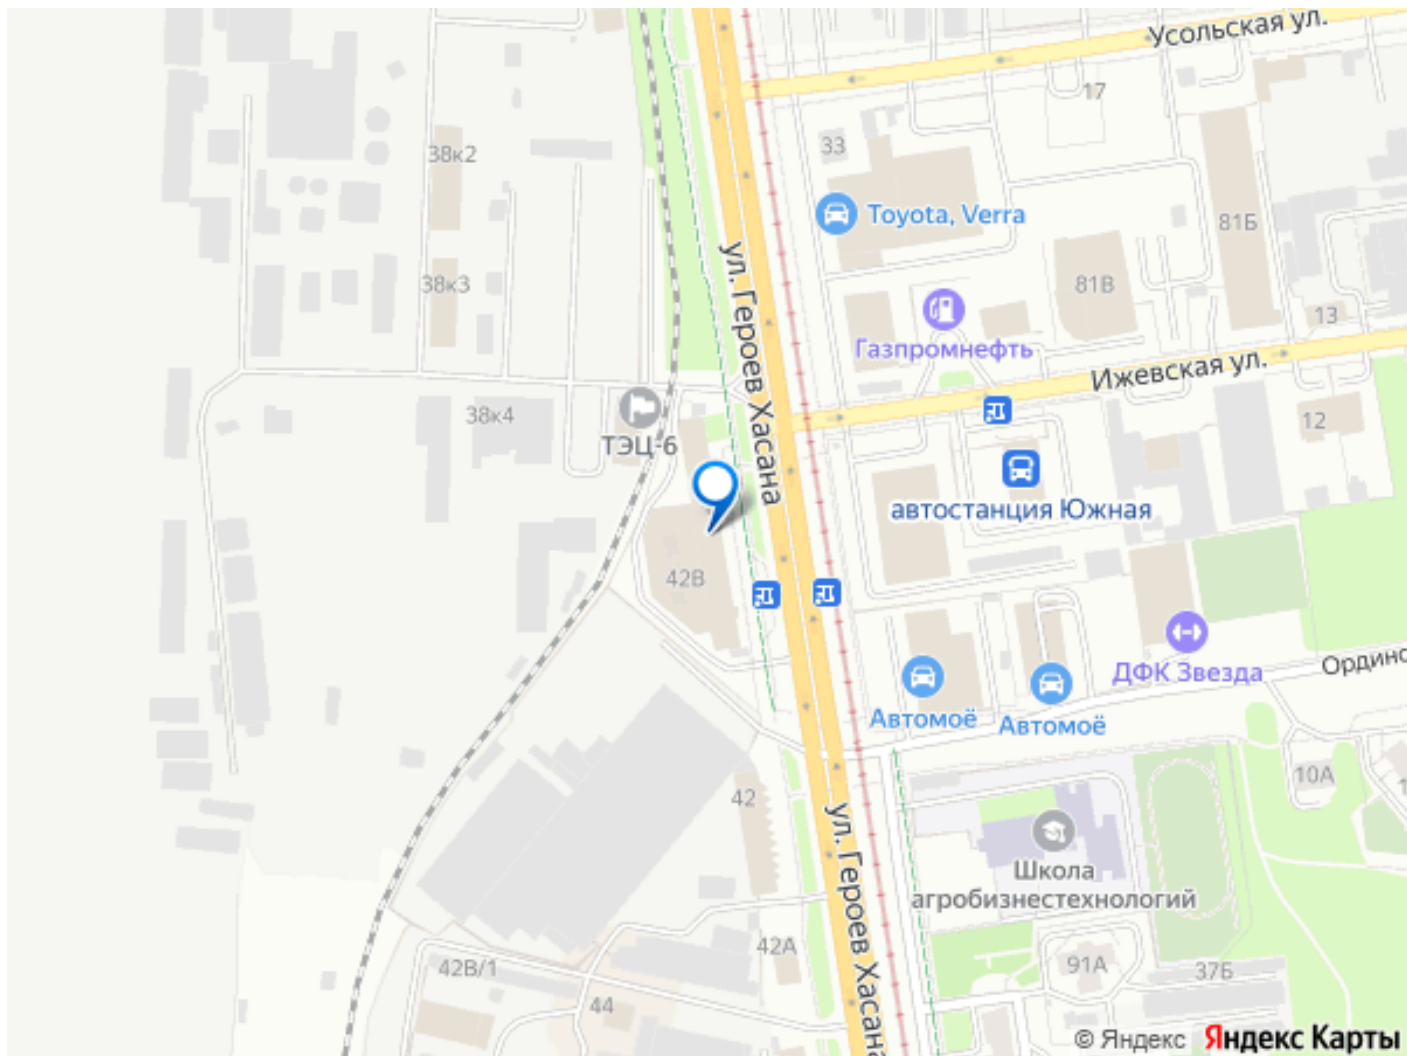 Усольская ул.
17
33
38к2
Toyota, Verra
81Б
ул. Героев Хасана
38к3
81В
13
Газпромнефть
Ижевская ул.
38к4
ТЭЦ-6
12
автостанция Южная
42В
ДФК Звезда
Ординс
Автомоё
Автомоё
10А
42
ул. Героев Хасана
Школа
агробизнестехнологий
42А
91А
37Б
42В/1
44
© Яндекс Яндекс Карты